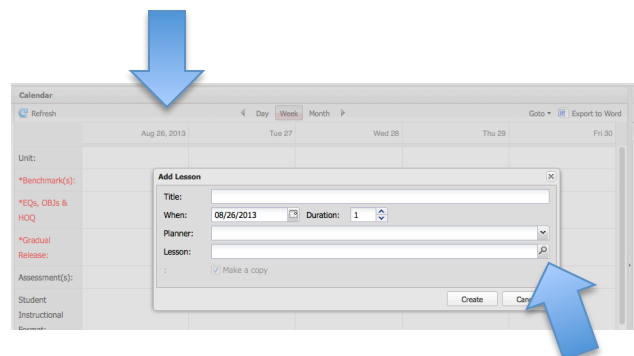 Calendar
Refresh Day Week Month Goto Export to Word
Aug 26, 2013 Tue 27 Wed 28 Thu 29 Fri 30
Unit:
*Benchmark(s):
*EQs, OBJs &
HOQ
*Gradual
Release:
Assessment(s):
Student
Instructional
Format:
Add Lesson
Title:
When: 08/26/2013 Duration: 1
Planner:
Lesson:
: Make a copy
Create